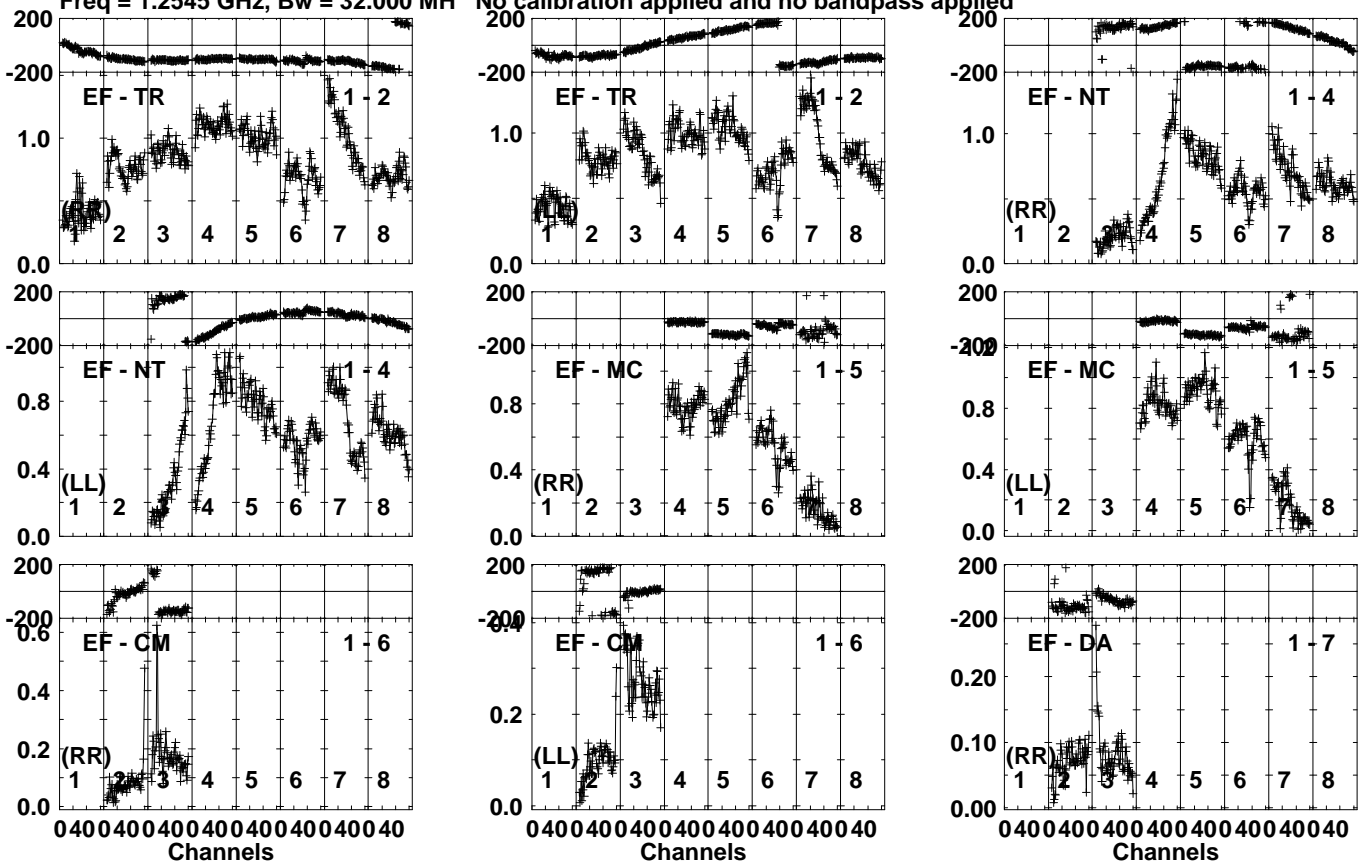 Freq = 1.2545 GHz, Bw = 32.000 MH   No calibration applied and no bandpass applied
200 200 200
-200 -200 -200
EF - TR 1 - 2 EF - TR 1 - 2 EF - NT 1 - 4
1.0 1.0 1.0
(RR) (LL) (RR)
1 2 3 4 5 6 7 8 1 2 3 4 5 6 7 8 1 2 3 4 5 6 7 8
0.0 0.0 0.0
200 200 200
-200 -200 -200
EF - NT 1 - 4 EF - MC 1 - 5 EF - MC 1 - 5
0.8 0.8 0.8
0.4 0.4 0.4
(LL) (RR) (LL)
1 2 3 4 5 6 7 8 1 2 3 4 5 6 7 8 1 2 3 4 5 6 7 8
0.0 0.0 0.0
200 200 200
-200 -200 -200
0.6 0.4
EF - CM 1 - 6 EF - CM 1 - 6 EF - DA 1 - 7
0.4 0.2 0.20
0.2 0.10
(RR) (LL) (RR)
1 2 3 4 5 6 7 8 1 2 3 4 5 6 7 8 1 2 3 4 5 6 7 8
0.0 0.0 0.00
0 40 0 40 0 40 0 40 0 40 0 40 0 40 0 40 0 40 0 40 0 40 0 40 0 40 0 40 0 40 0 40 0 40 0 40 0 40 0 40 0 40 0 40 0 40 0 40
Channels Channels Channels